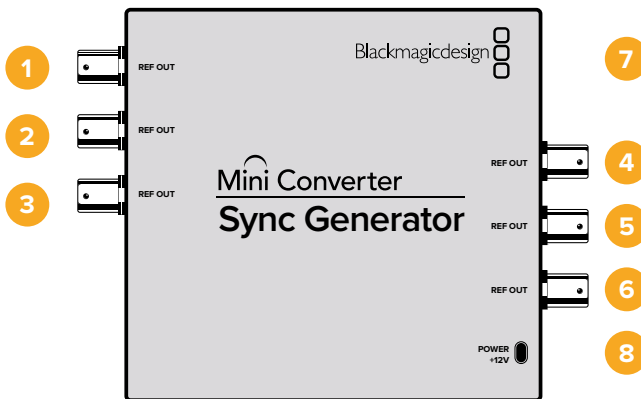 1
REF OUT
2
REF OUT
3
REF OUT
Blackmagicdesign
Mini Converter
Sync Generator
7
REF OUT
4
REF OUT
5
REF OUT
6
POWER
+12V
8